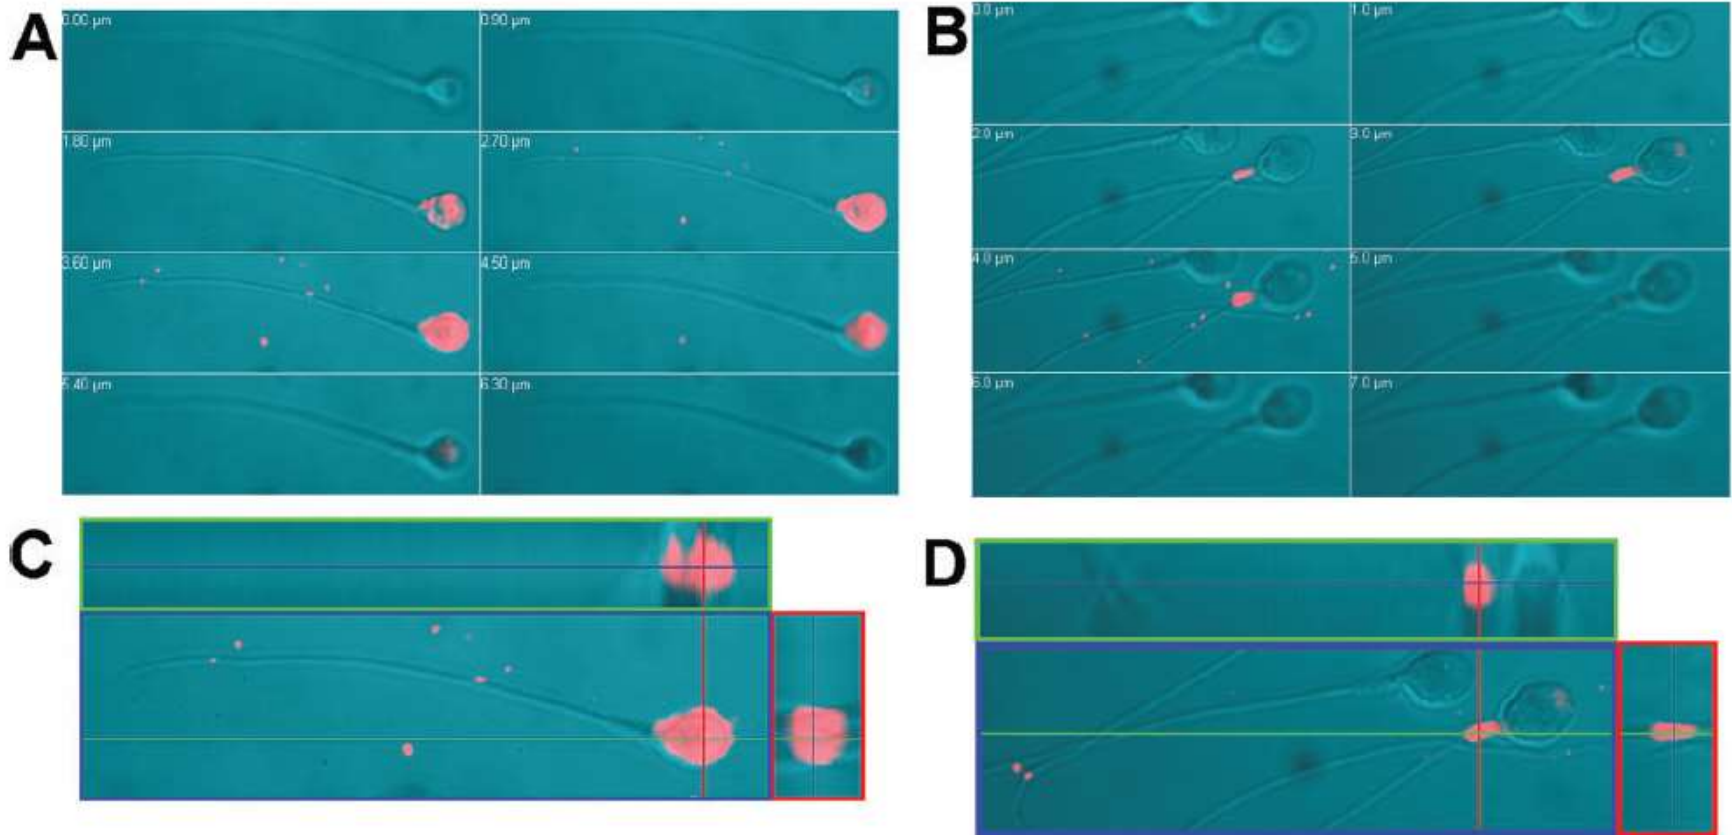 A
0.00 µm
0.90 µm
1.80 µm
2.70 µm
3.60 µm
4.50 µm
5.40 µm
6.30 µm
B
0.0 µm
1.0 µm
2.0 µm
3.0 µm
4.0 µm
5.0 µm
6.0 µm
7.0 µm
C
D